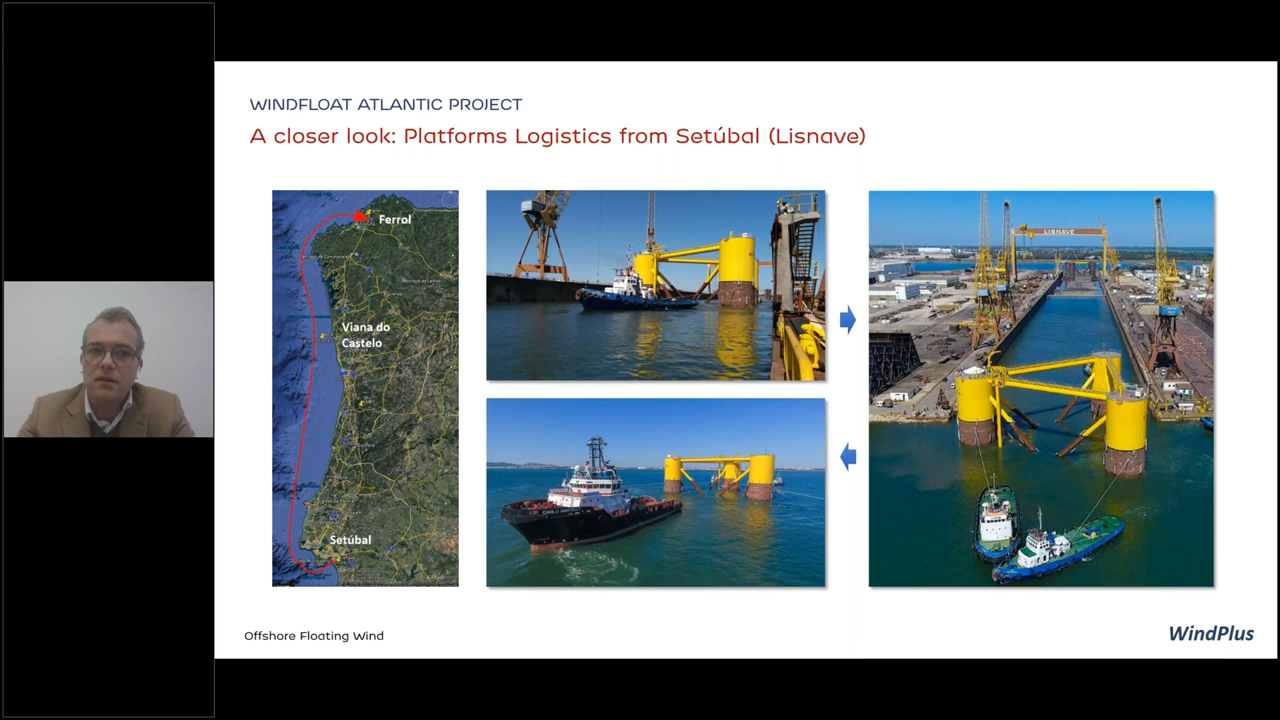 WINDFLOAT ATLANTIC PROJECT
A closer look: Platforms Logistics from Setúbal (Lisnave)
Ferrol
Viana do
Castelo
Setúbal
LISNAVE
Offshore Floating Wind
WindPlus